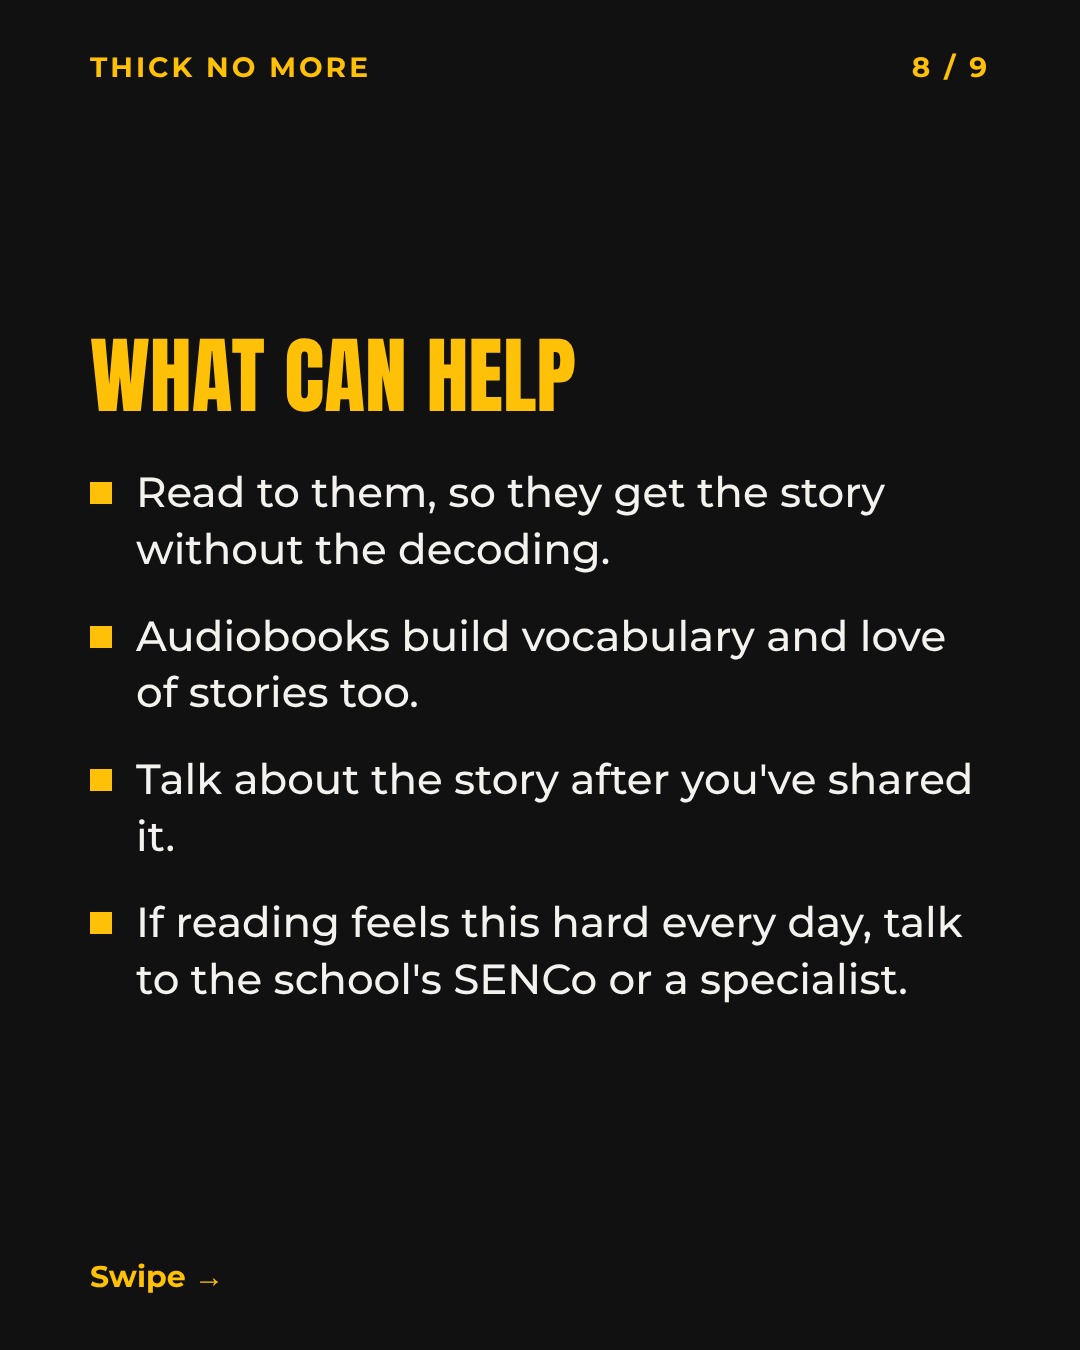 THICK NO MORE
8 / 9
WHAT CAN HELP
Read to them, so they get the story
without the decoding.
Audiobooks build vocabulary and love
of stories too.
Talk about the story after you've shared
it.
If reading feels this hard every day, talk
to the school's SENCo or a specialist.
Swipe →